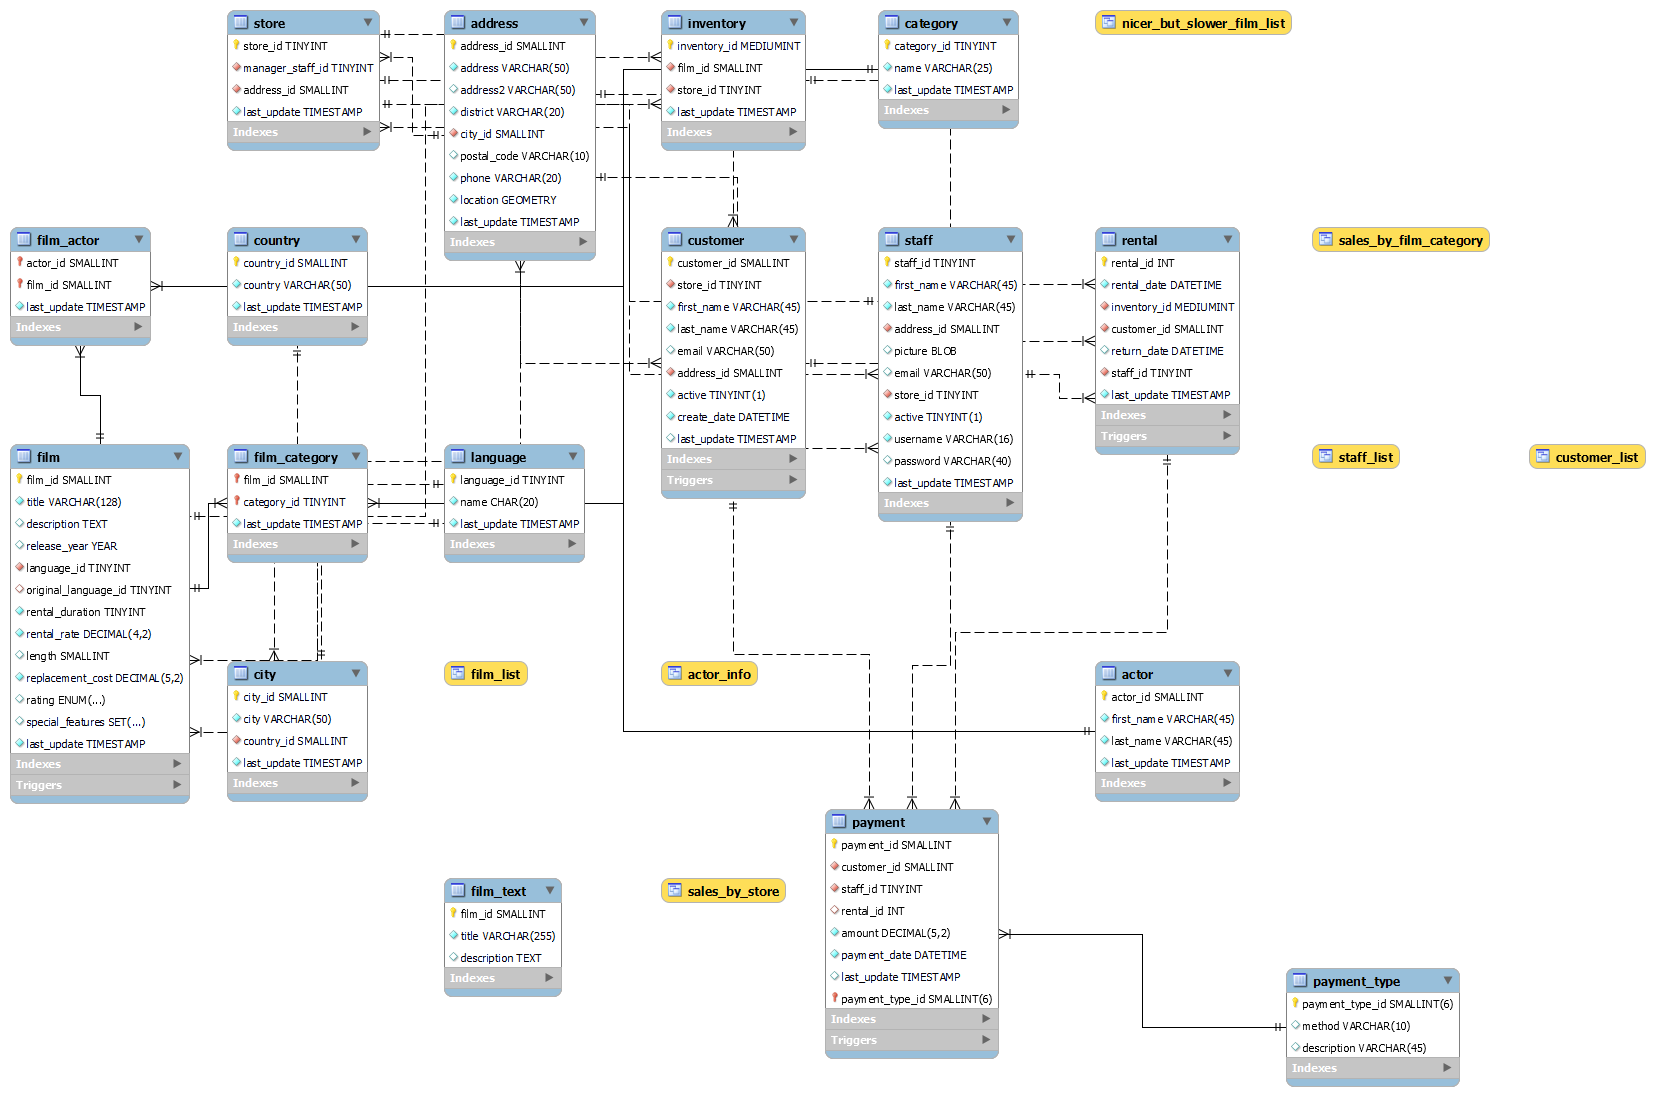 store
store_id TINYINT
manager_staff_id TINYINT
address_id SMALLINT
last_update TIMESTAMP
Indexes
address
address_id SMALLINT
address VARCHAR(50)
address2 VARCHAR(50)
district VARCHAR(20)
city_id SMALLINT
postal_code VARCHAR(10)
phone VARCHAR(20)
location GEOMETRY
last_update TIMESTAMP
Indexes
inventory
inventory_id MEDIUMINT
film_id SMALLINT
store_id TINYINT
last_update TIMESTAMP
Indexes
category
category_id TINYINT
name VARCHAR(25)
last_update TIMESTAMP
Indexes
nicer_but_slower_film_list
film_actor
actor_id SMALLINT
film_id SMALLINT
last_update TIMESTAMP
Indexes
country
country_id SMALLINT
country VARCHAR(50)
last_update TIMESTAMP
Indexes
customer
customer_id SMALLINT
store_id TINYINT
first_name VARCHAR(45)
last_name VARCHAR(45)
email VARCHAR(50)
address_id SMALLINT
active TINYINT(1)
create_date DATETIME
last_update TIMESTAMP
Indexes
Triggers
staff
staff_id TINYINT
first_name VARCHAR(45)
last_name VARCHAR(45)
address_id SMALLINT
picture BLOB
email VARCHAR(50)
store_id TINYINT
active TINYINT(1)
username VARCHAR(16)
password VARCHAR(40)
last_update TIMESTAMP
Indexes
rental
rental_id INT
rental_date DATETIME
inventory_id MEDIUMINT
customer_id SMALLINT
return_date DATETIME
staff_id TINYINT
last_update TIMESTAMP
Indexes
Triggers
sales_by_film_category
film
film_id SMALLINT
title VARCHAR(128)
description TEXT
release_year YEAR
language_id TINYINT
original_language_id TINYINT
rental_duration TINYINT
rental_rate DECIMAL(4,2)
length SMALLINT
replacement_cost DECIMAL(5,2)
rating ENUM(...)
special_features SET(...)
last_update TIMESTAMP
Indexes
Triggers
film_category
film_id SMALLINT
category_id TINYINT
last_update TIMESTAMP
Indexes
language
language_id TINYINT
name CHAR(20)
last_update TIMESTAMP
Indexes
staff_list
customer_list
city
city_id SMALLINT
city VARCHAR(50)
country_id SMALLINT
last_update TIMESTAMP
Indexes
film_list
actor_info
actor
actor_id SMALLINT
first_name VARCHAR(45)
last_name VARCHAR(45)
last_update TIMESTAMP
Indexes
payment
payment_id SMALLINT
customer_id SMALLINT
staff_id TINYINT
rental_id INT
amount DECIMAL(5,2)
payment_date DATETIME
last_update TIMESTAMP
payment_type_id SMALLINT(6)
Indexes
Triggers
film_text
film_id SMALLINT
title VARCHAR(255)
description TEXT
Indexes
sales_by_store
payment_type
payment_type_id SMALLINT(6)
method VARCHAR(10)
description VARCHAR(45)
Indexes